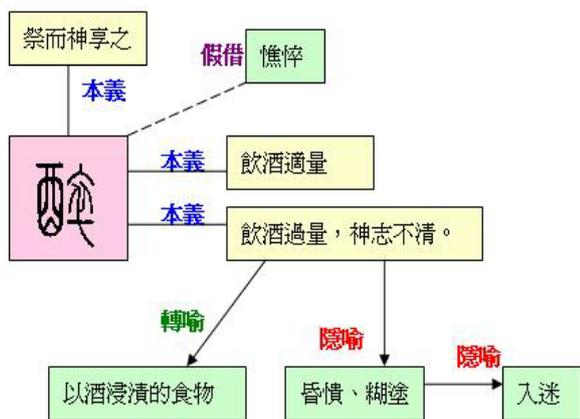 祭而神享之
假借
憔悴
本義
醉
本義
飲酒適量
本義
飲酒過量，神志不清。
轉喻
隱喻
隱喻
以酒浸漬的食物
昏憒、糊塗
入迷